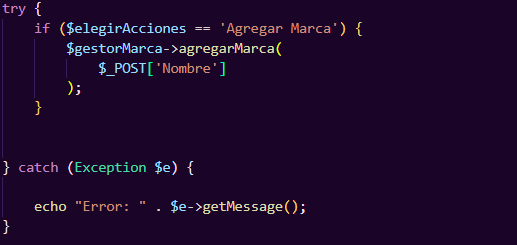 try {
    if ($elegirAcciones == 'Agregar Marca') {
        $gestorMarca->agregarMarca(
            $_POST['Nombre']
        );
    }
} catch (Exception $e) {
    echo "Error: " . $e->getMessage();
}